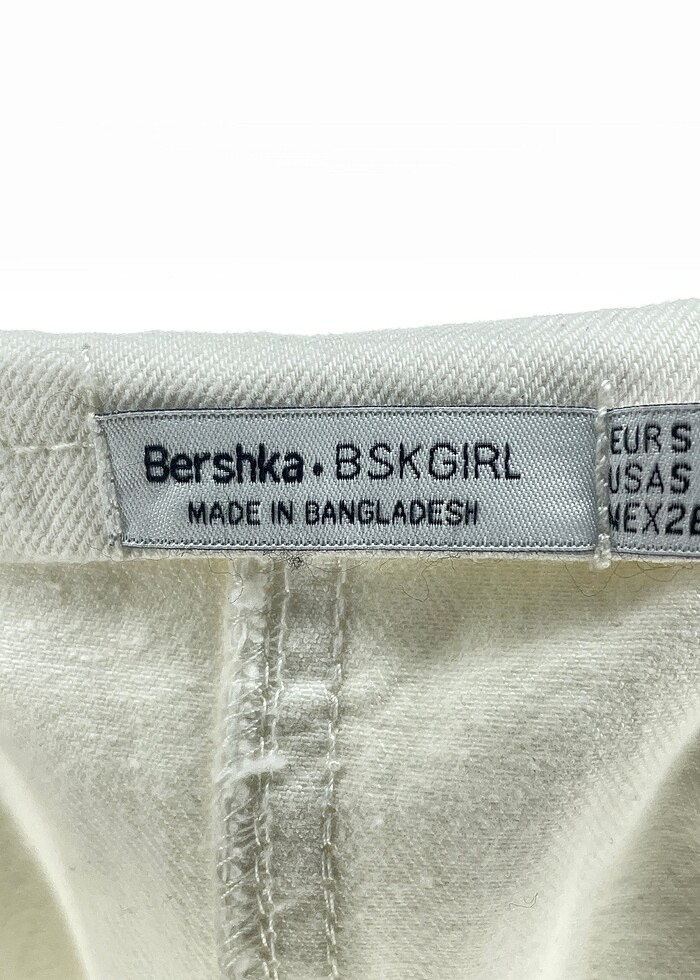 Bershka • BSKGIRL
MADE IN BANGLADESH
EUR S
USA S